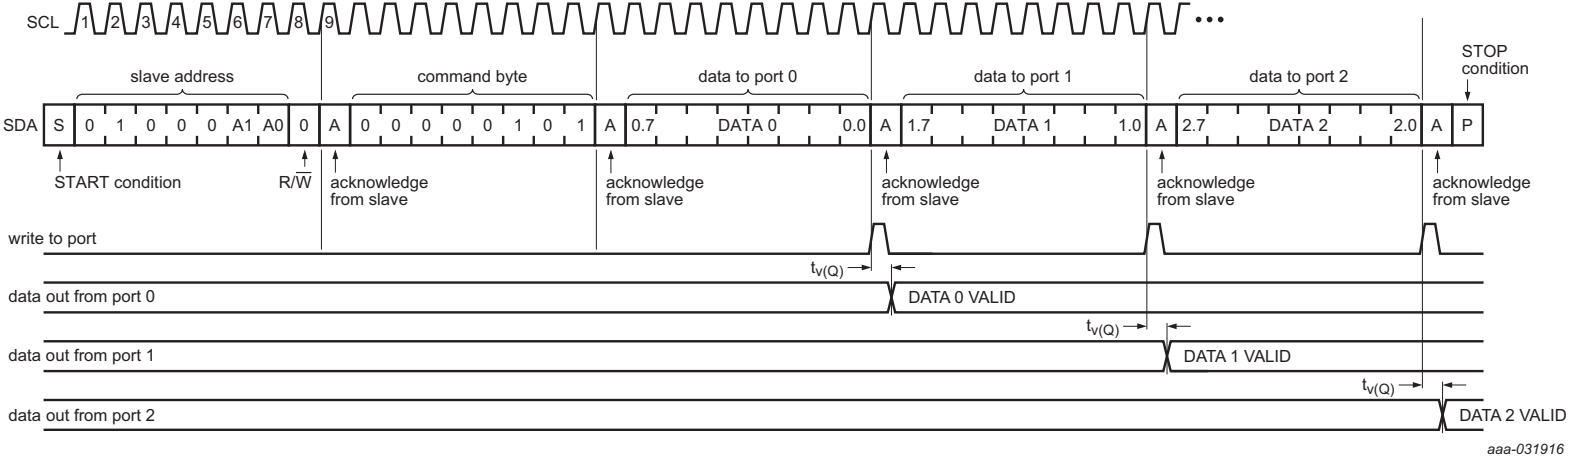 SCL 1 2 3 4 5 6 7 8 9 •••
STOP
condition
slave address command byte data to port 0 data to port 1 data to port 2
SDA S 0 1 0 0 0 A1 A0 0 A 0 0 0 0 0 1 0 1 A 0.7 DATA 0 0.0 A 1.7 DATA 1 1.0 A 2.7 DATA 2 2.0 A P
START condition R/W̅ acknowledge acknowledge acknowledge acknowledge acknowledge
from slave from slave from slave from slave from slave
write to port
tv(Q)
data out from port 0 DATA 0 VALID
tv(Q)
data out from port 1 DATA 1 VALID
tv(Q)
data out from port 2 DATA 2 VALID
aaa-031916